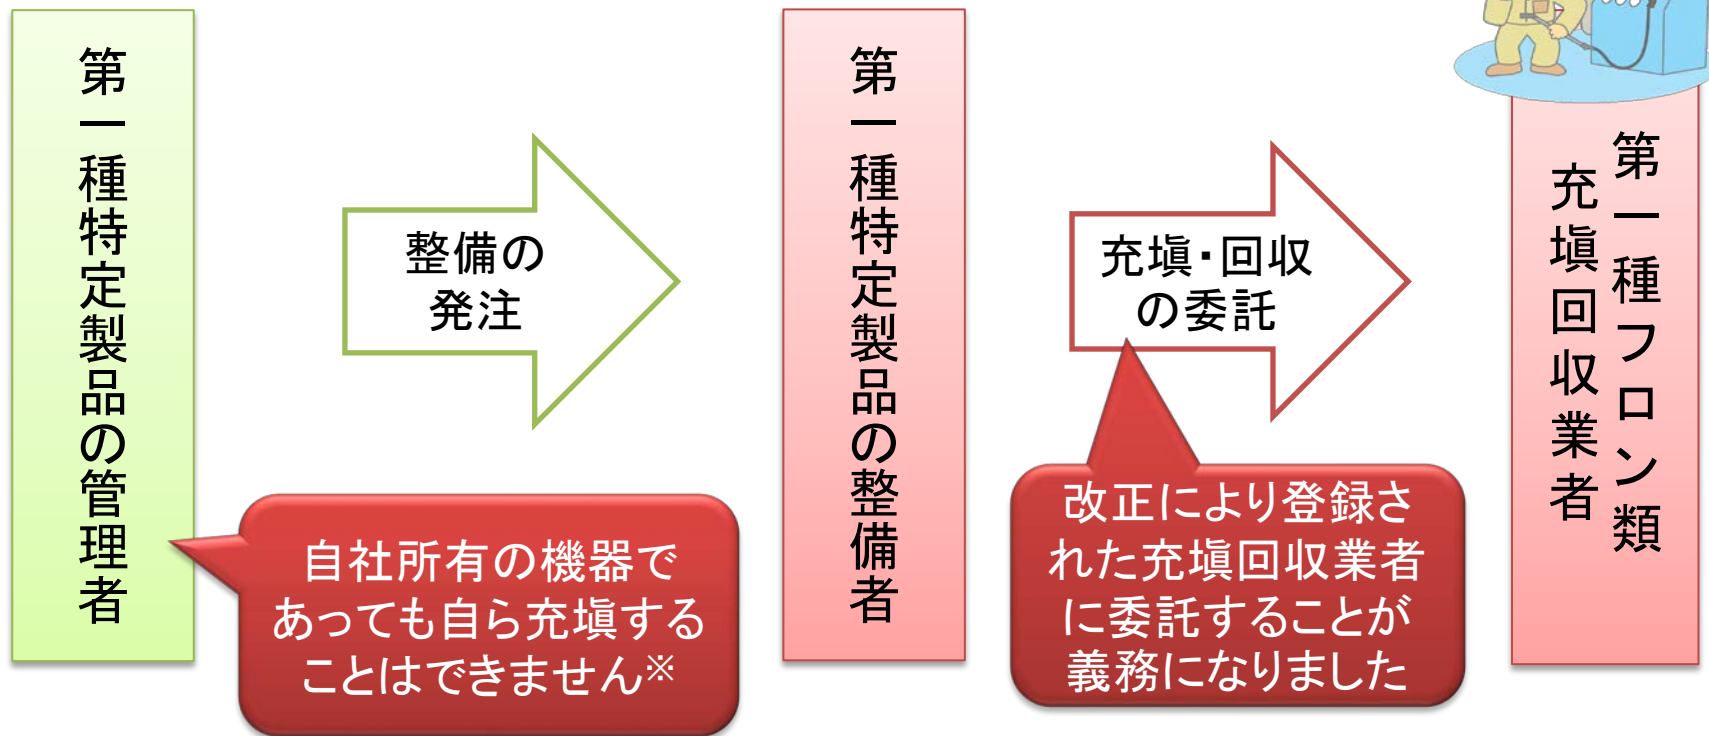 第一種特定製品の管理者
整備の
発注
自社所有の機器で
あっても自ら充塡する
ことはできません※
第一種特定製品の整備者
充塡・回収
の委託
改正により登録さ
れた充塡回収業者
に委託することが
義務になりました
第一種フロン類
充塡回収業者